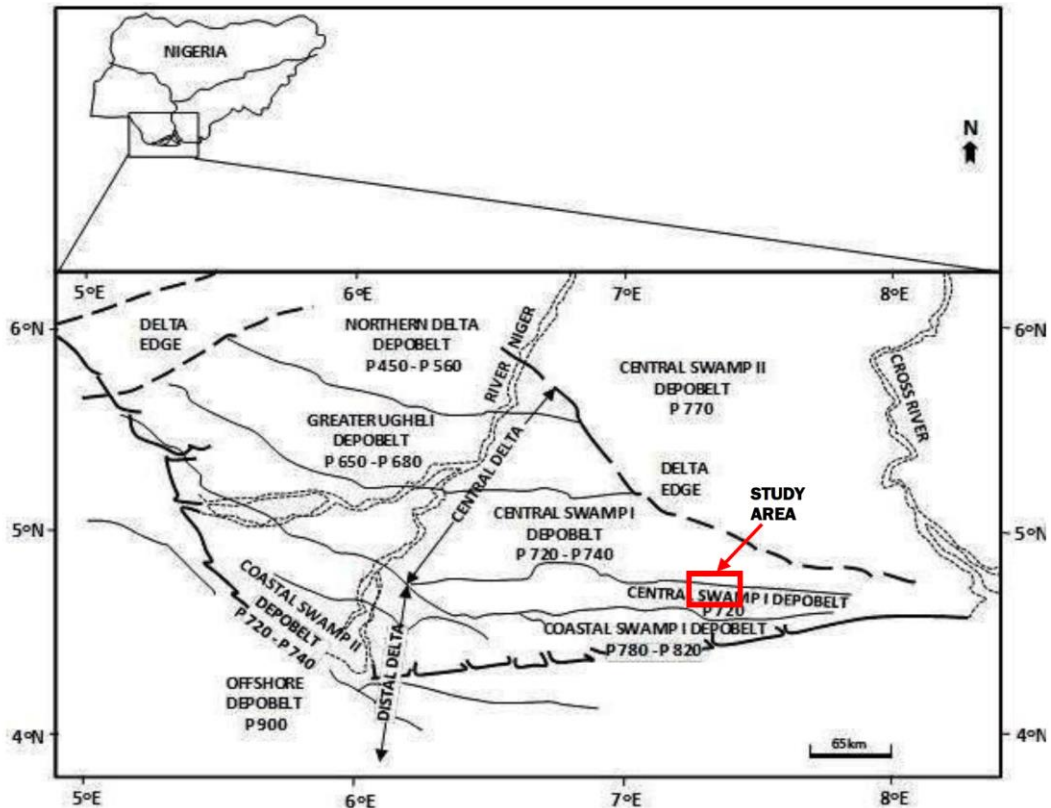 NIGERIA
N
5°E
6°E
7°E
8°E
6°N
6°N
DELTA
EDGE
NORTHERN DELTA
DEPOBELT
P 450 - P 560
RIVER NIGER
CENTRAL SWAMP II
DEPOBELT
P 770
CROSS RIVER
GREATER UGHELI
DEPOBELT
P 650 - P 680
CENTRAL DELTA
DELTA
EDGE
STUDY
AREA
5°N
5°N
CENTRAL SWAMP I
DEPOBELT
P 720 - P 740
CENTRAL SWAMP I DEPOBELT
P 720
COASTAL SWAMP I DEPOBELT
P 780 - P 820
COASTAL SWAMP II
DEPOBELT
P 720 - P 740
OFFSHORE
DEPOBELT
P 900
DISTAL DELTA
4°N
4°N
65km
5°E
6°E
7°E
8°E